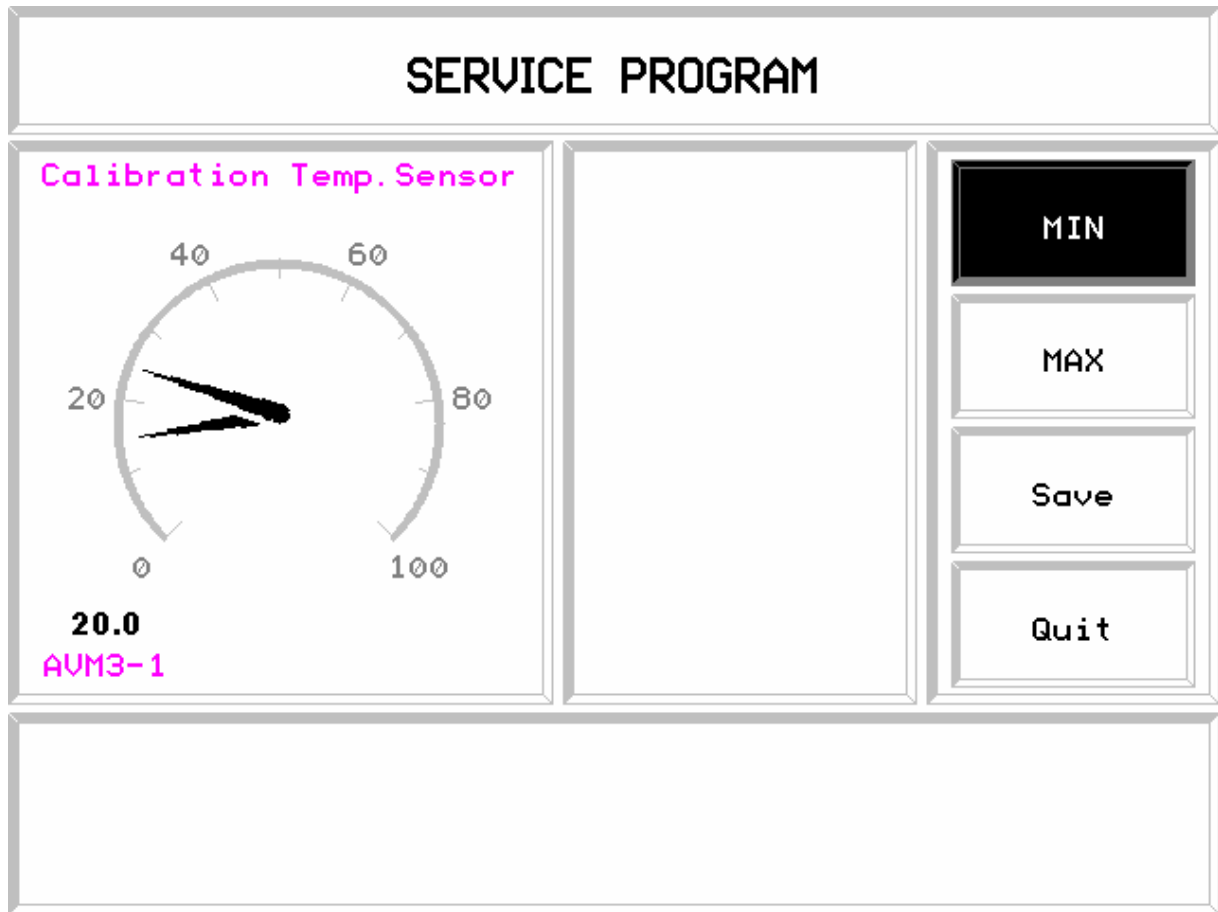 SERVICE PROGRAM
Calibration Temp.Sensor
40 60
20 80
0 100
20.0
AVM3-1
MIN
MAX
Save
Quit